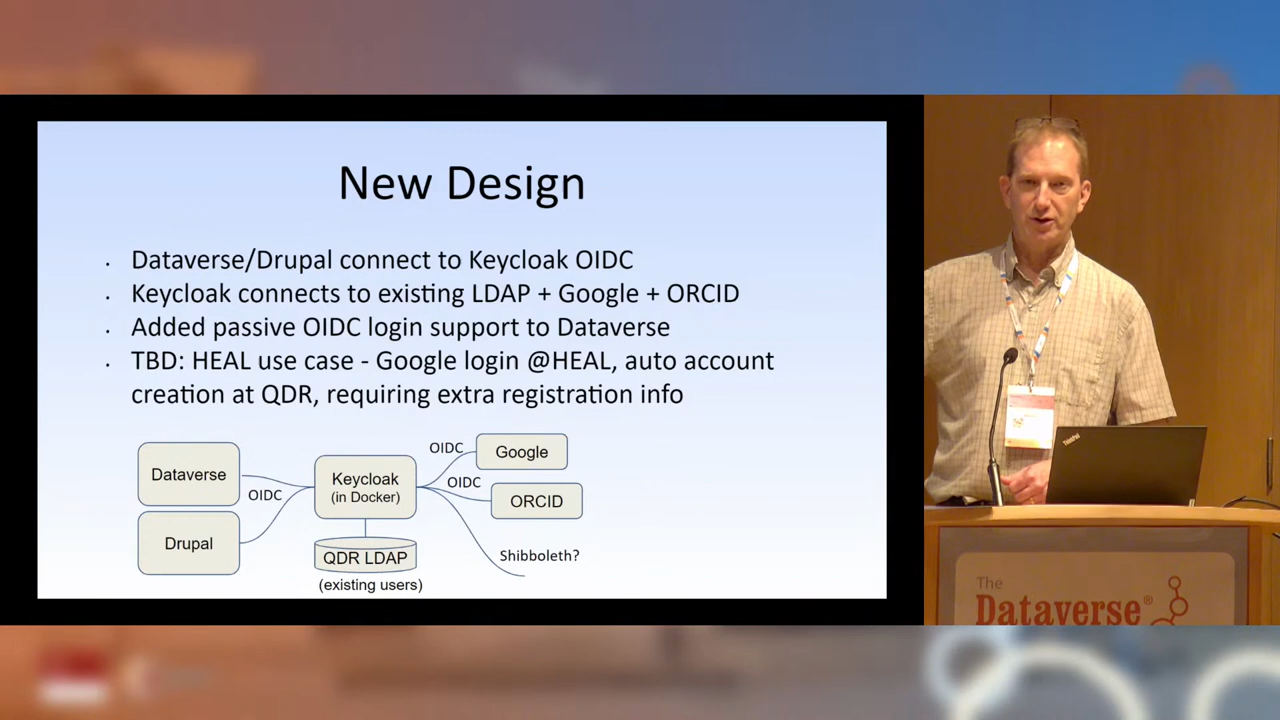 New Design
· Dataverse/Drupal connect to Keycloak OIDC
· Keycloak connects to existing LDAP + Google + ORCID
· Added passive OIDC login support to Dataverse
· TBD: HEAL use case - Google login @HEAL, auto account
creation at QDR, requiring extra registration info
Dataverse
OIDC
Drupal
Keycloak
(in Docker)
QDR LDAP
(existing users)
OIDC
Google
OIDC
ORCID
Shibboleth?
ThinkPad
The
Dataverse®